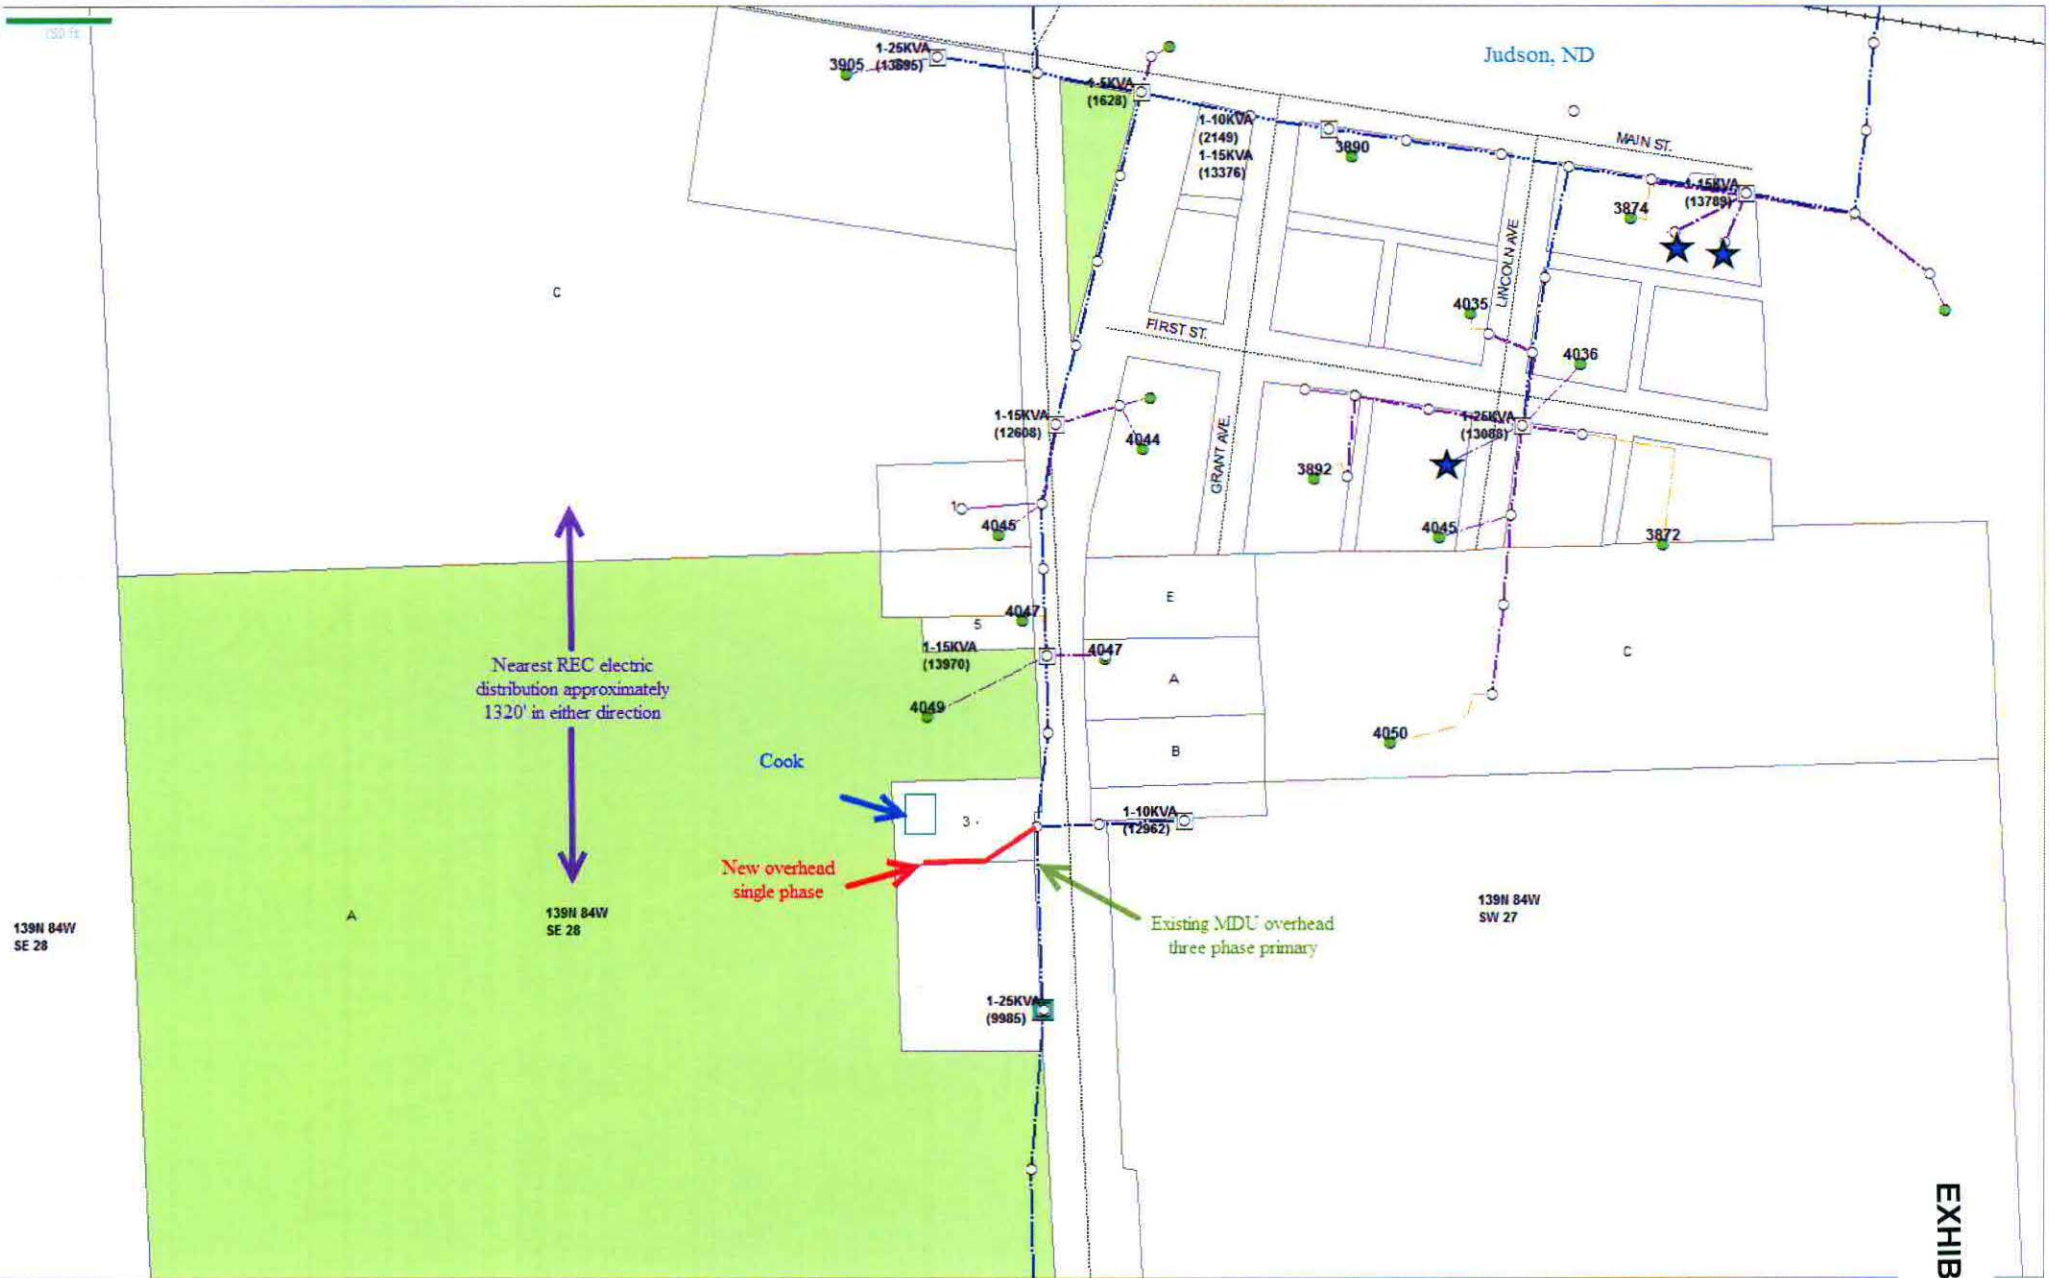 150 Ft
Judson, ND
1-25KVA
(13695)
3905
1-5KVA
(1628)
1-10KVA
(2149)
1-15KVA
(13376)
3890
MAIN ST.
1-15KVA
(13789)
3874
LINCOLN AVE
4035
FIRST ST.
4036
C
1-15KVA
(12608)
4044
GRANT AVE.
1-25KVA
(13088)
3892
1
4045
4045
3872
E
4047
5
1-15KVA
(13970)
4047
A
C
Nearest REC electric
distribution approximately
1320' in either direction
4049
4050
B
Cook
3
1-10KVA
(12962)
New overhead
single phase
139N 84W
SE 28
A
139N 84W
SE 28
Existing MDU overhead
three phase primary
139N 84W
SW 27
1-25KVA
(9985)
EXHIB